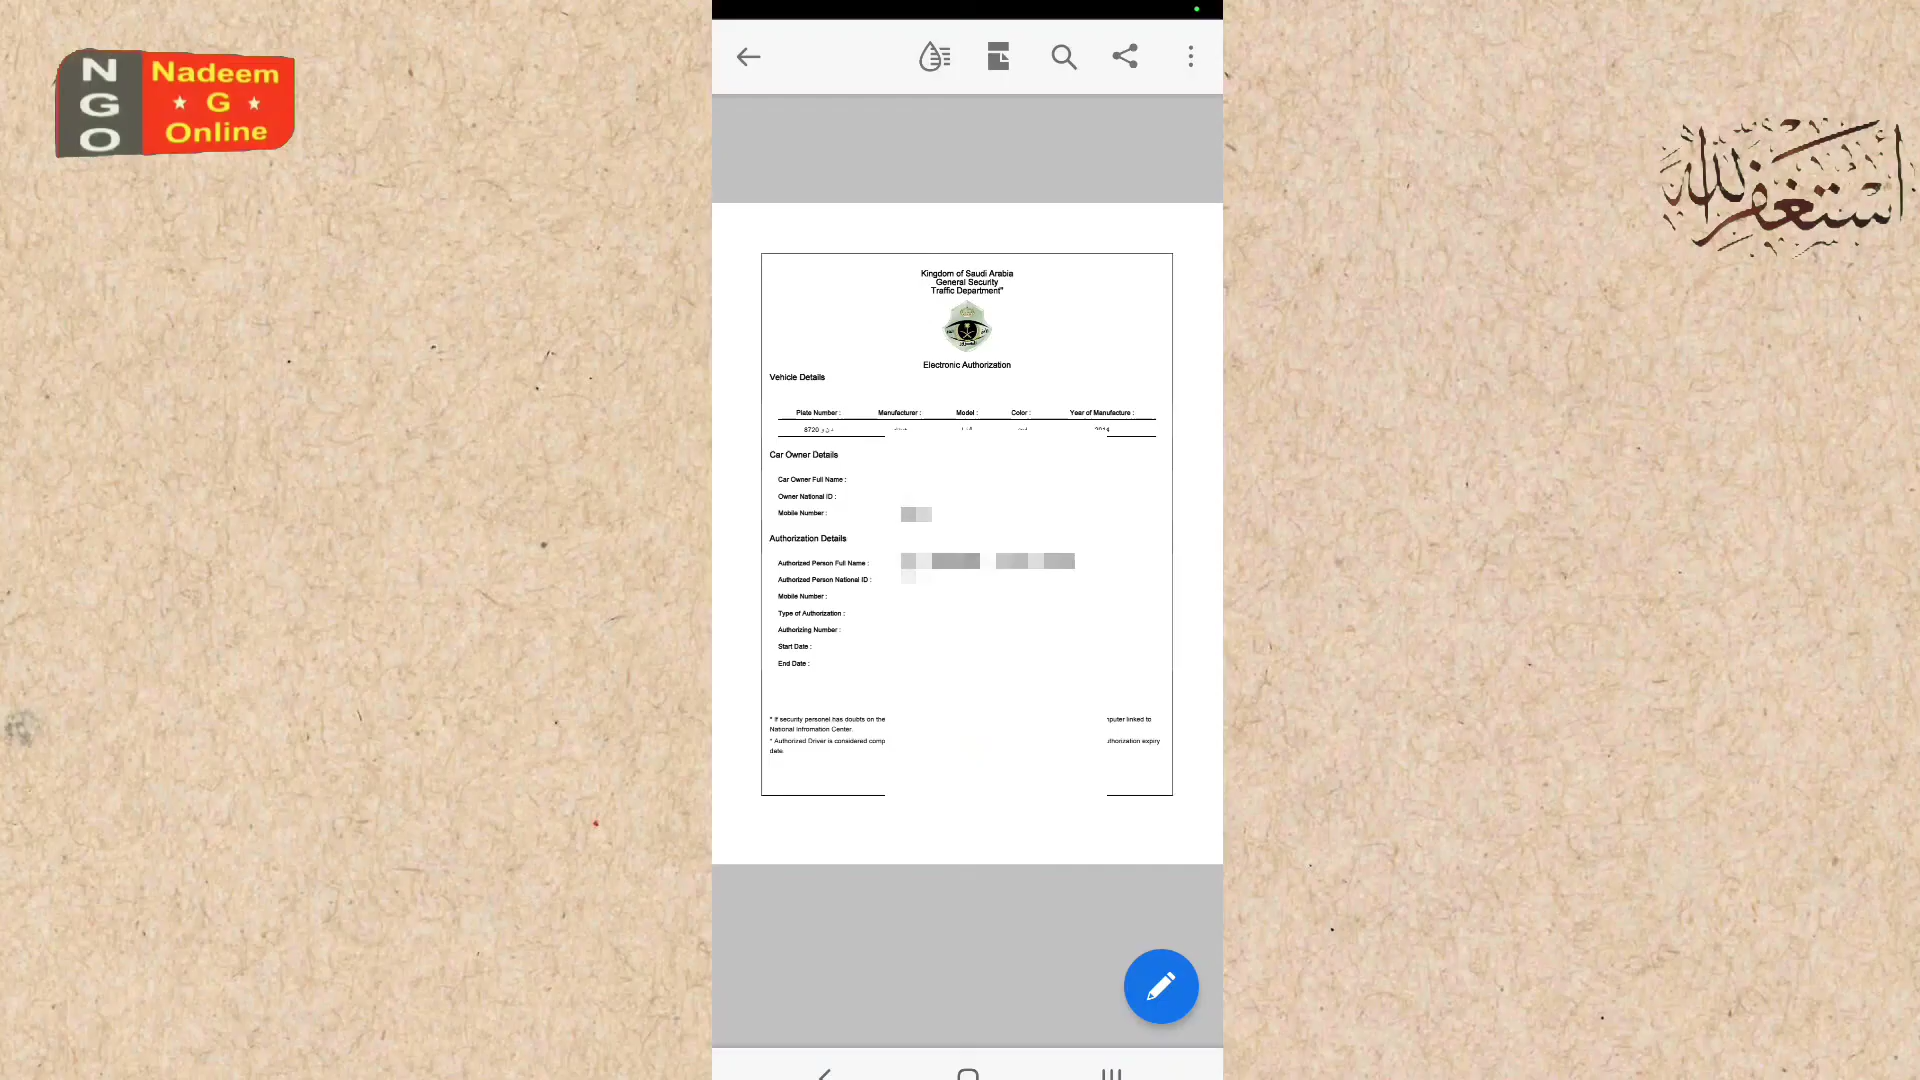 N
G
O
Nadeem
G
Online
أستغفر الله
Kingdom of Saudi Arabia
General Security
Traffic Department"
Electronic Authorization
Vehicle Details
Plate Number : Manufacturer : Model : Color : Year of Manufacture :
8720 2014
Car Owner Details
Car Owner Full Name :
Owner National ID :
Mobile Number :
Authorization Details
Authorized Person Full Name :
Authorized Person National ID :
Mobile Number :
Type of Authorization :
Authorizing Number :
Start Date :
End Date :
* If security personel has doubts on the puter linked to
National Infromation Center.
* Authorized Driver is considered comp uthorization expiry
date.